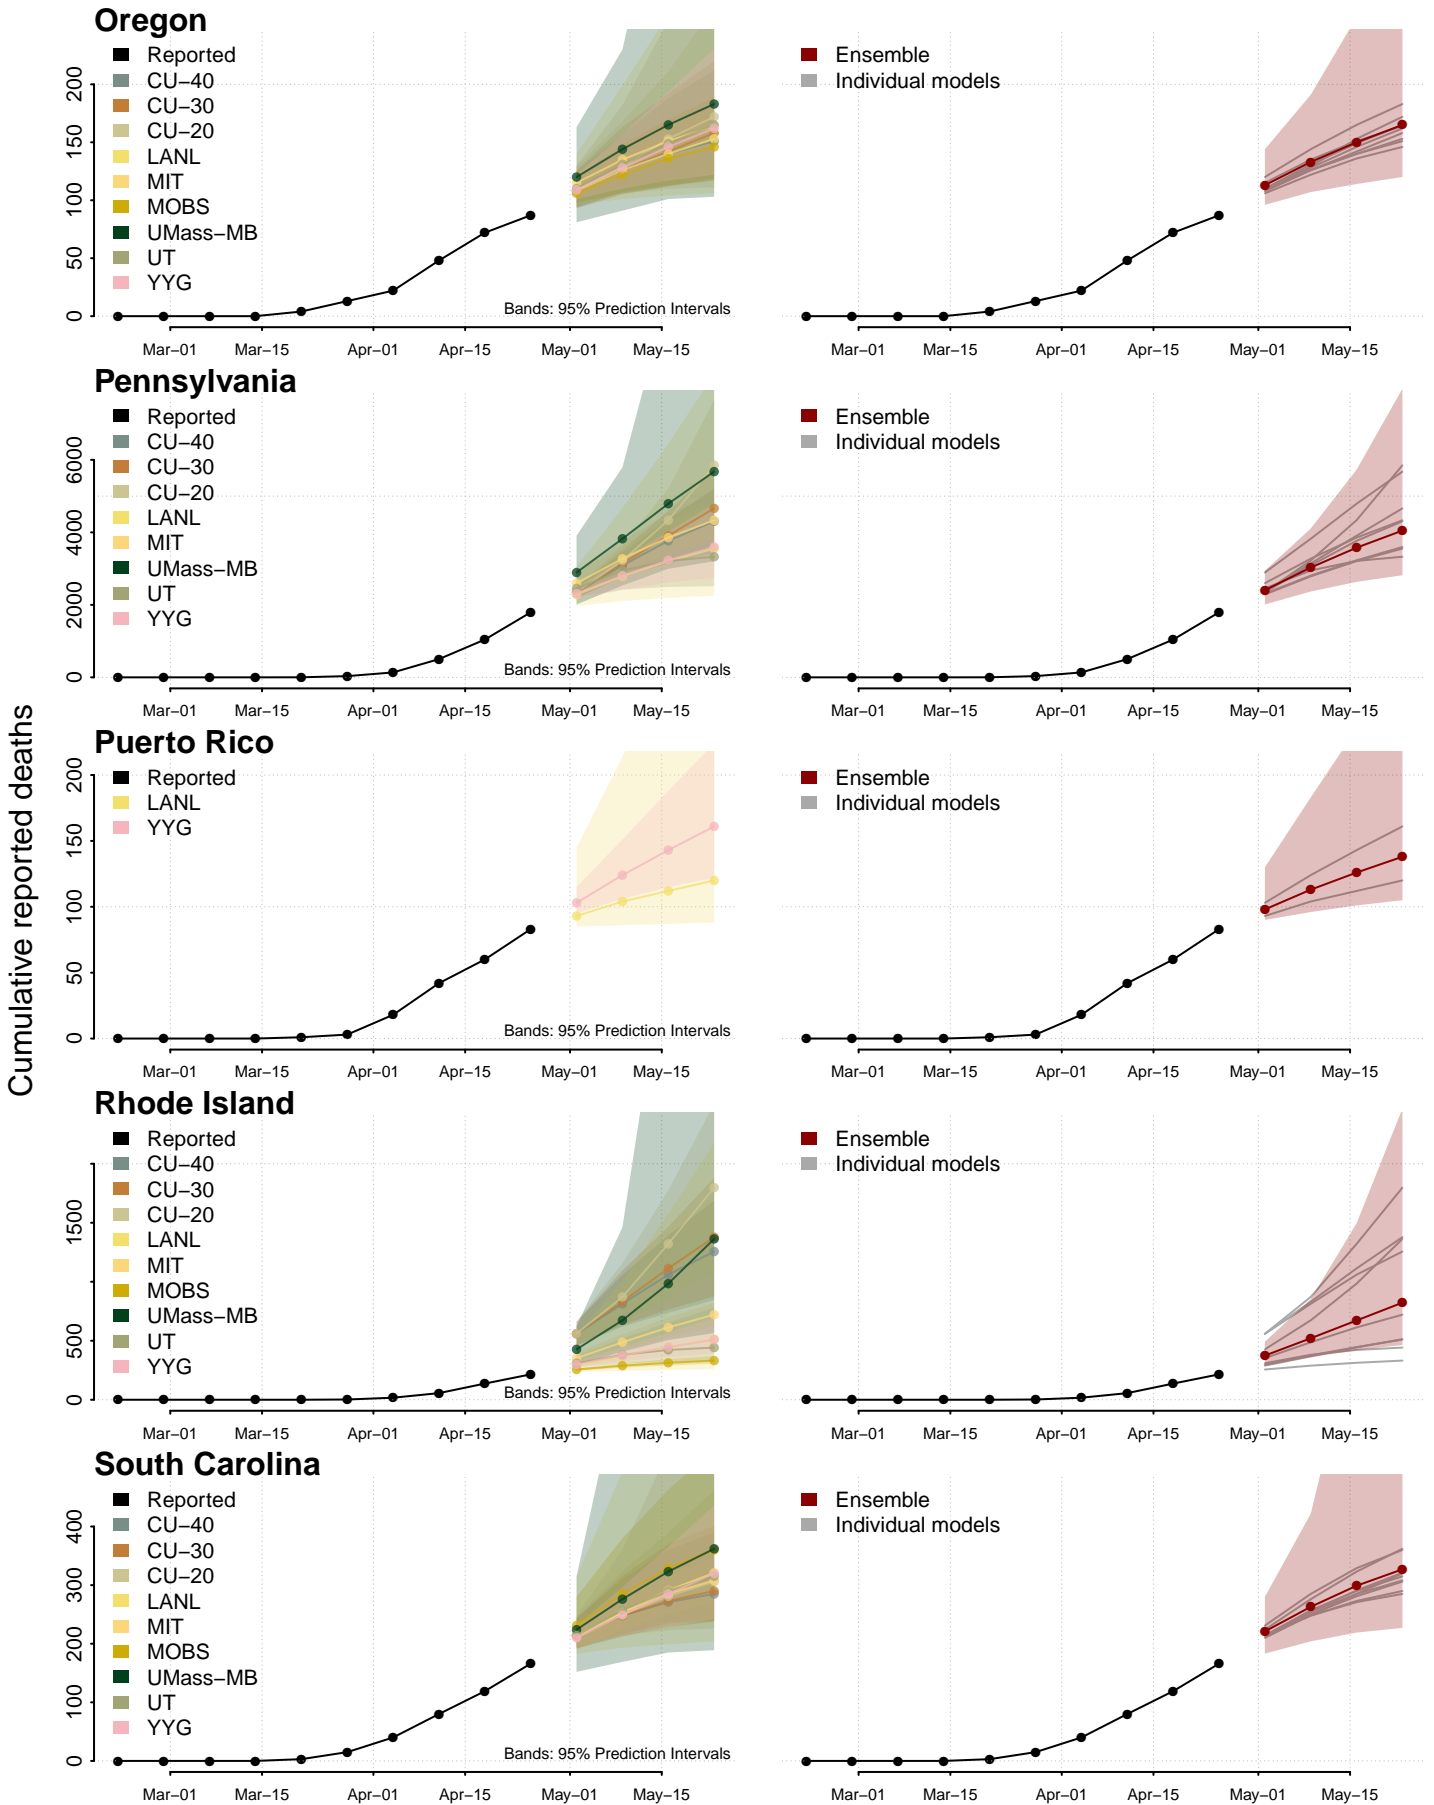 Cumulative reported deaths
Oregon
Reported
CU−40
CU−30
CU−20
LANL
MIT
MOBS
UMass−MB
UT
YYG
0
50
100
150
200
Bands: 95% Prediction Intervals
Mar−01 Mar−15 Apr−01 Apr−15 May−01 May−15
Ensemble
Individual models
Mar−01 Mar−15 Apr−01 Apr−15 May−01 May−15
Pennsylvania
Reported
CU−40
CU−30
CU−20
LANL
MIT
UMass−MB
UT
YYG
0
2000
4000
6000
Bands: 95% Prediction Intervals
Mar−01 Mar−15 Apr−01 Apr−15 May−01 May−15
Ensemble
Individual models
Mar−01 Mar−15 Apr−01 Apr−15 May−01 May−15
Puerto Rico
Reported
LANL
YYG
0
50
100
150
200
Bands: 95% Prediction Intervals
Mar−01 Mar−15 Apr−01 Apr−15 May−01 May−15
Ensemble
Individual models
Mar−01 Mar−15 Apr−01 Apr−15 May−01 May−15
Rhode Island
Reported
CU−40
CU−30
CU−20
LANL
MIT
MOBS
UMass−MB
UT
YYG
0
500
1500
Bands: 95% Prediction Intervals
Mar−01 Mar−15 Apr−01 Apr−15 May−01 May−15
Ensemble
Individual models
Mar−01 Mar−15 Apr−01 Apr−15 May−01 May−15
South Carolina
Reported
CU−40
CU−30
CU−20
LANL
MIT
MOBS
UMass−MB
UT
YYG
0
100
200
300
400
Bands: 95% Prediction Intervals
Mar−01 Mar−15 Apr−01 Apr−15 May−01 May−15
Ensemble
Individual models
Mar−01 Mar−15 Apr−01 Apr−15 May−01 May−15